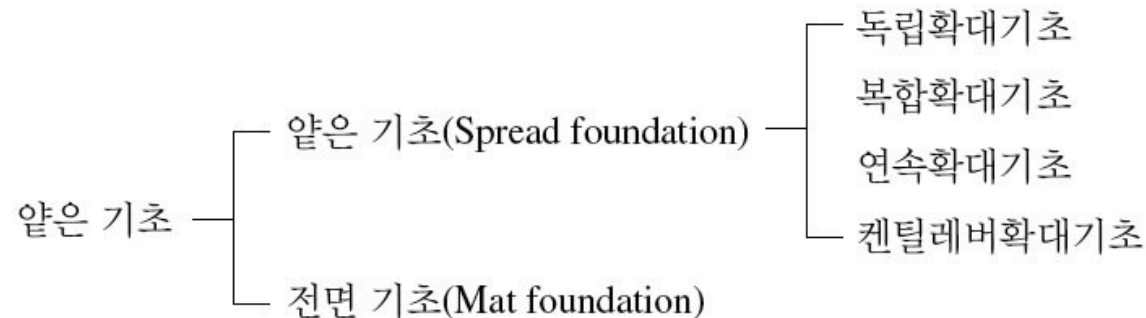 독립확대기초
복합확대기초
얕은 기초(Spread foundation)
연속확대기초
얕은 기초
켄틸레버확대기초
전면 기초(Mat foundation)